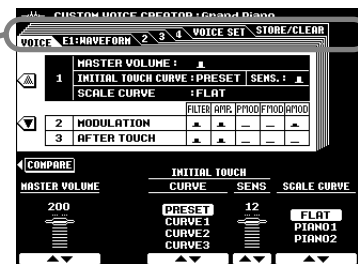 CUSTOM VOICE CREATOR : Grand Piano
VOICE E1:WAVEFORM 2 3 4 VOICE SET STORE/CLEAR
MASTER VOLUME :
1 INITIAL TOUCH CURVE : PRESET SENS. :
SCALE CURVE : FLAT
FILTER AMP. PMOD FMOD AMOD
2 MODULATION
3 AFTER TOUCH
COMPARE
INITIAL TOUCH
MASTER VOLUME CURVE SENS SCALE CURVE
200 PRESET 12 FLAT
CURVE1 PIANO1
CURVE2 PIANO2
CURVE3